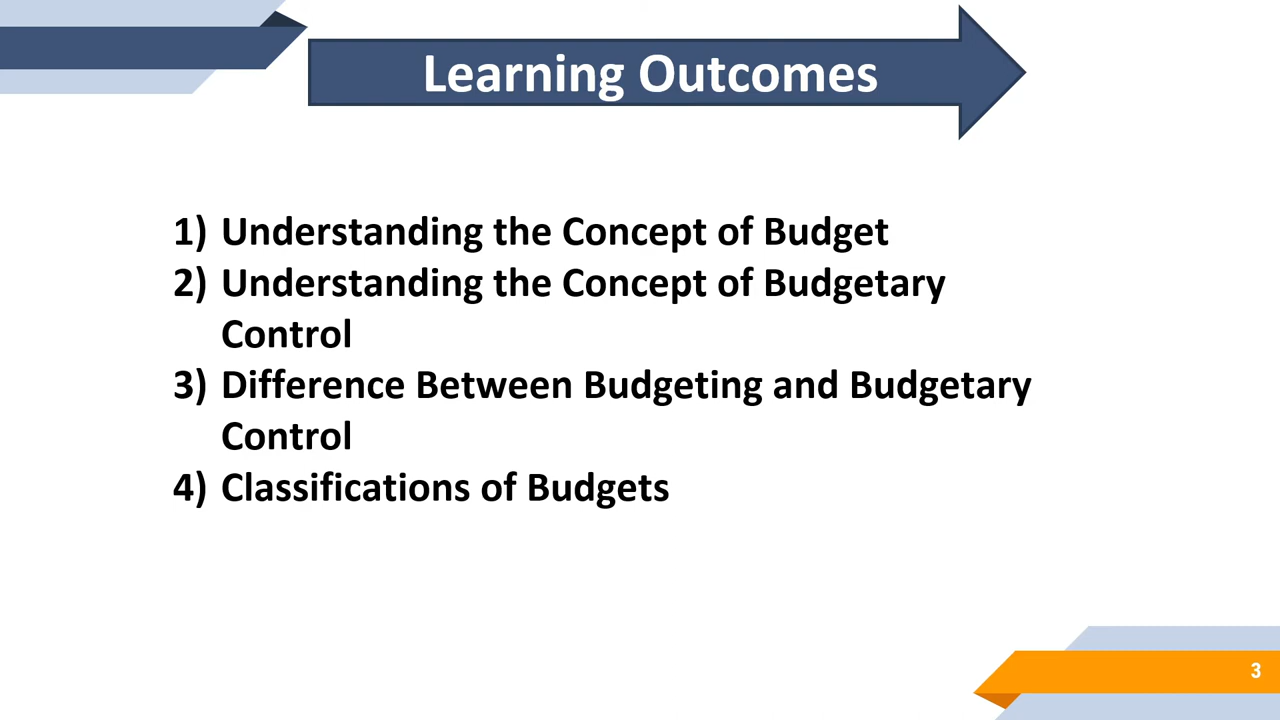 Learning Outcomes
1) Understanding the Concept of Budget
2) Understanding the Concept of Budgetary
Control
3) Difference Between Budgeting and Budgetary
Control
4) Classifications of Budgets
3